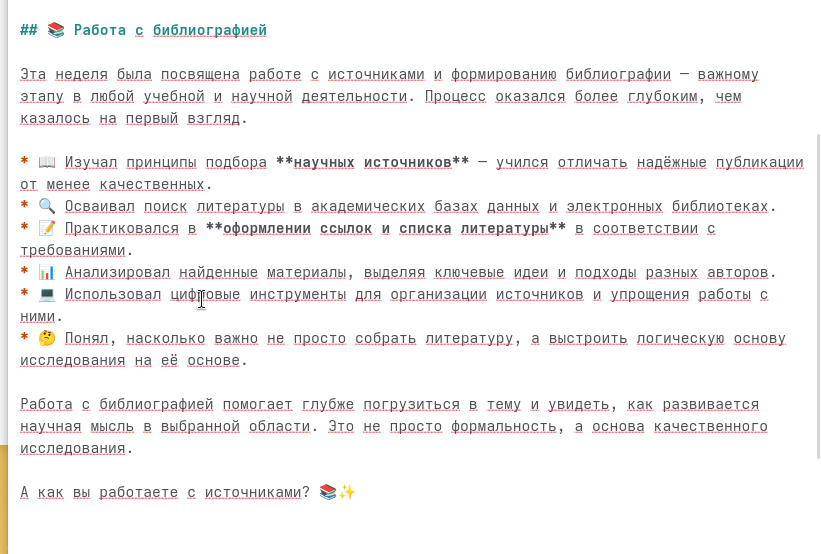 ## 📚 Работа с библиографией
Эта неделя была посвящена работе с источниками и формированию библиографии — важному
этапу в любой учебной и научной деятельности. Процесс оказался более глубоким, чем
казалось на первый взгляд.
* 📖 Изучал принципы подбора **научных источников** — учился отличать надёжные публикации
от менее качественных.
* 🔍 Осваивал поиск литературы в академических базах данных и электронных библиотеках.
* 📝 Практиковался в **оформлении ссылок и списка литературы** в соответствии с
требованиями.
* 📊 Анализировал найденные материалы, выделяя ключевые идеи и подходы разных авторов.
* 💻 Использовал цифровые инструменты для организации источников и упрощения работы с
ними.
* 🤔 Понял, насколько важно не просто собрать литературу, а выстроить логическую основу
исследования на её основе.
Работа с библиографией помогает глубже погрузиться в тему и увидеть, как развивается
научная мысль в выбранной области. Это не просто формальность, а основа качественного
исследования.
А как вы работаете с источниками? 📚✨